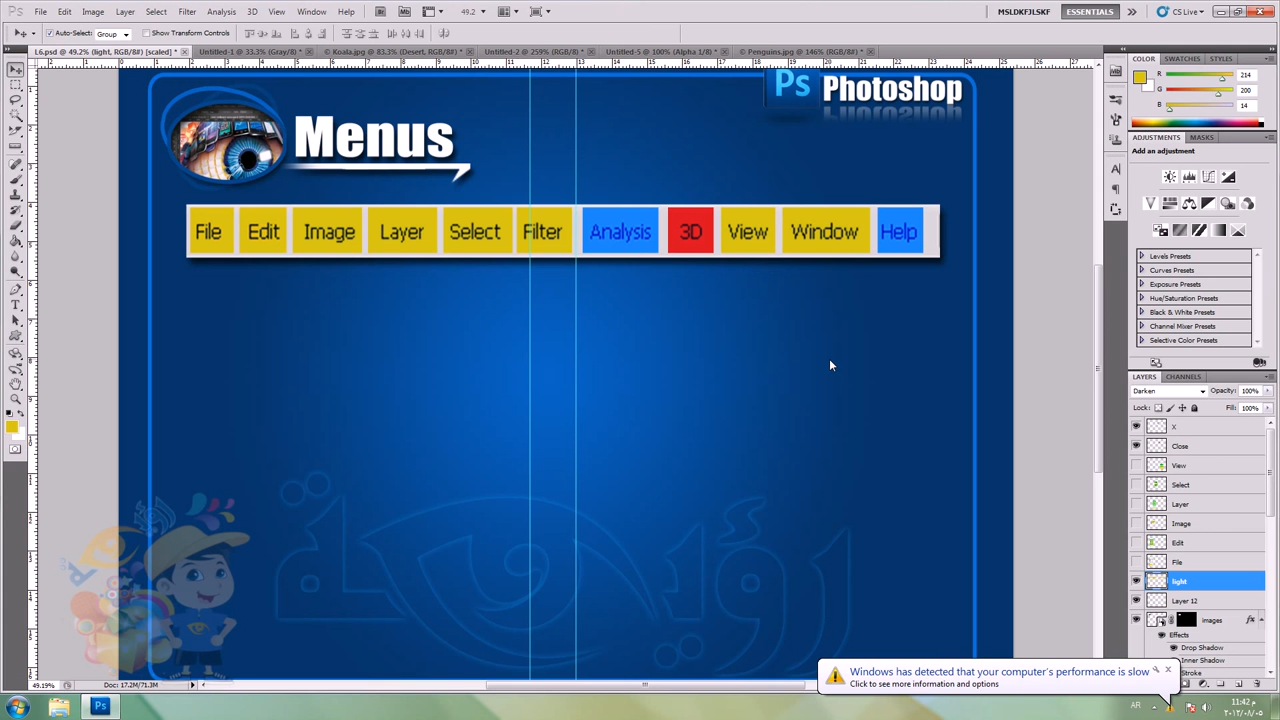 Ps File Edit Image Layer Select Filter Analysis 3D View Window Help Br Mb 49.2 MSLDKFJLSKF ESSENTIALS CS Live
Auto-Select: Group Show Transform Controls
L6.psd @ 49.2% (light, RGB/8#) [scaled] * Untitled-1 @ 33.3% (Gray/8) * © Koala.jpg @ 83.3% (Desert, RGB/8#) * Untitled-2 @ 259% (RGB/8) * Untitled-5 @ 100% (Alpha 1/8) * © Penguins.jpg @ 146% (RGB/8#) *
Ps Photoshop
Menus
File Edit Image Layer Select Filter Analysis 3D View Window Help
COLOR SWATCHES STYLES
R 214
G 200
B 14
ADJUSTMENTS MASKS
Add an adjustment
Levels Presets
Curves Presets
Exposure Presets
Hue/Saturation Presets
Black & White Presets
Channel Mixer Presets
Selective Color Presets
LAYERS CHANNELS
Darken Opacity: 100%
Lock: Fill: 100%
X
Close
View
Select
Layer
Image
Edit
File
light
Layer 12
Images fx
Effects
Drop Shadow
Inner Shadow
Stroke
Windows has detected that your computer's performance is slow
Click to see more information and options
49.19% Doc: 17.2M/71.3M
AR
11:42 م